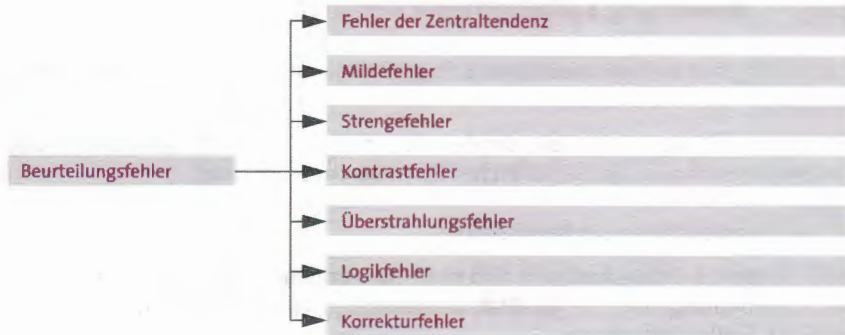 Fehler der Zentraltendenz
Mildefehler
Strengefehler
Beurteilungsfehler
Kontrastfehler
Überstrahlungsfehler
Logikfehler
Korrekturfehler